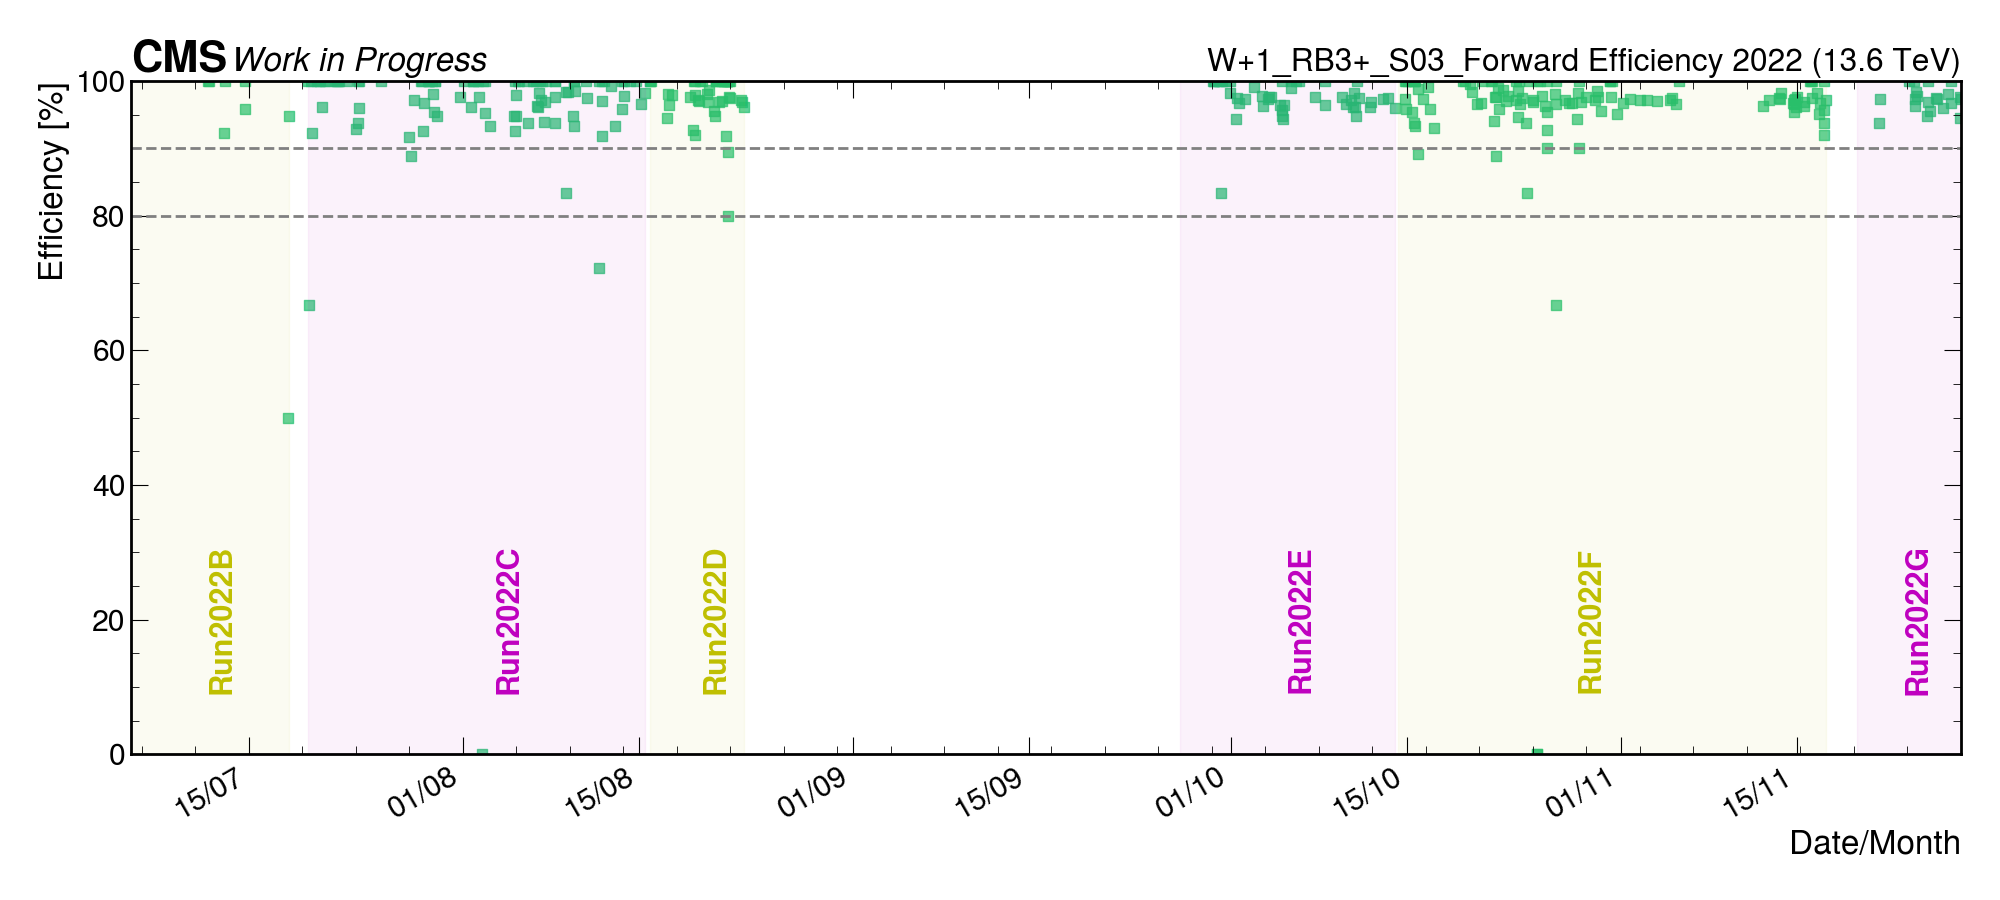 CMS Work in Progress
W+1_RB3+_S03_Forward Efficiency 2022 (13.6 TeV)
Efficiency [%]
100
80
60
40
20
0
Run2022B
Run2022C
Run2022D
Run2022E
Run2022F
Run2022G
15/07
01/08
15/08
01/09
15/09
01/10
15/10
01/11
15/11
Date/Month